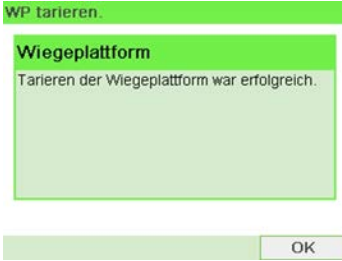 WP tarieren.
Wiegeplattform
Tarieren der Wiegeplattform war erfolgreich.
OK